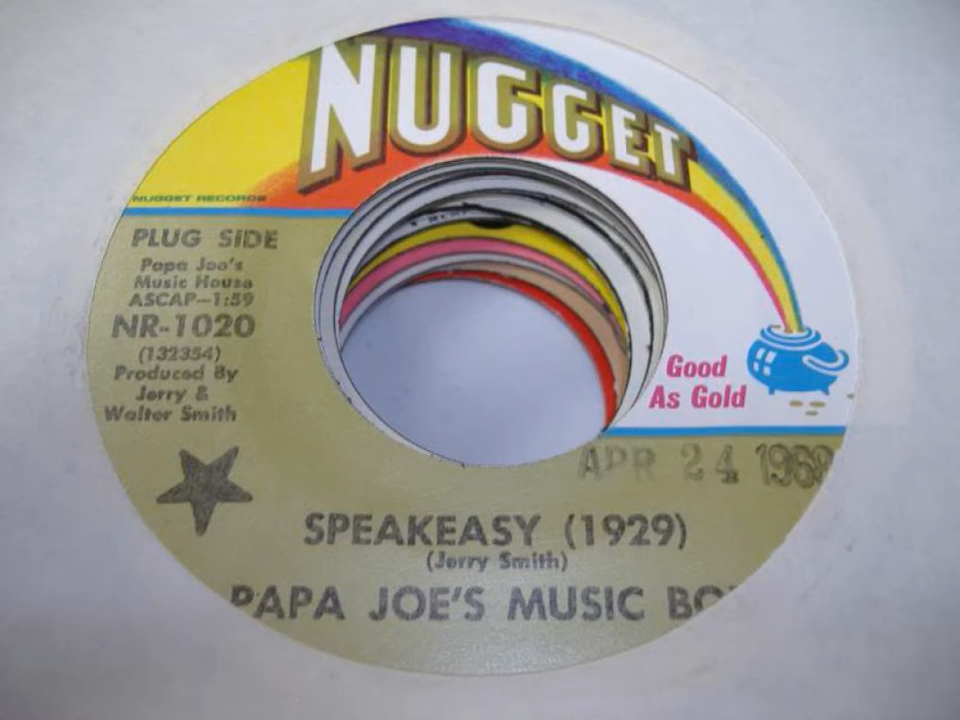 NUGGET
NUGGET RECORDS
PLUG SIDE
Papa Joe's
Music House
ASCAP—1:59
NR-1020
(132354)
Produced By
Jerry &
Walter Smith
Good
As Gold
APR 24
SPEAKEASY (1929)
(Jerry Smith)
PAPA JOE'S MUSIC